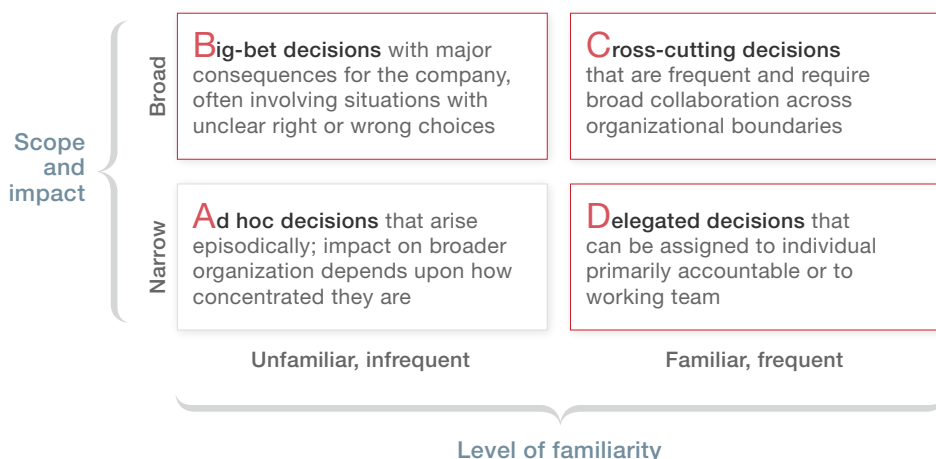 Scope
and
impact
Broad
Big-bet decisions with major
consequences for the company,
often involving situations with
unclear right or wrong choices
Cross-cutting decisions
that are frequent and require
broad collaboration across
organizational boundaries
Narrow
Ad hoc decisions that arise
episodically; impact on broader
organization depends upon how
concentrated they are
Delegated decisions that
can be assigned to individual
primarily accountable or to
working team
Unfamiliar, infrequent
Familiar, frequent
Level of familiarity